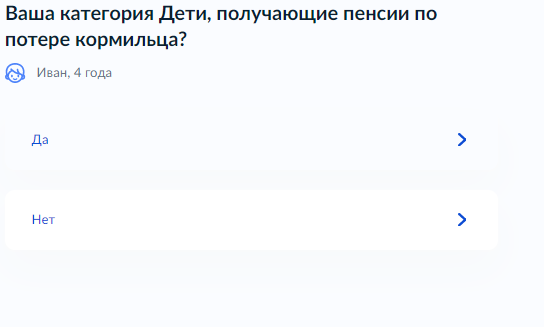 Ваша категория Дети, получающие пенсии по
потере кормильца?
Иван, 4 года
Да
Нет